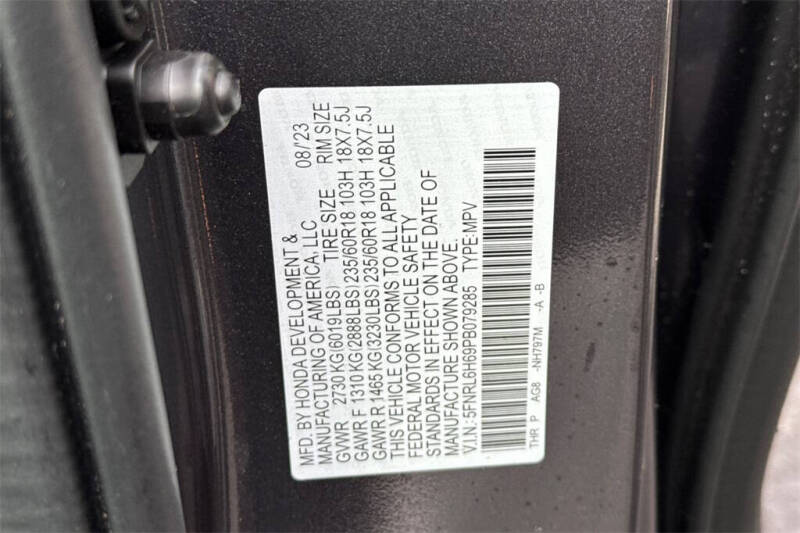 MFD. BY HONDA DEVELOPMENT & 08/'23
MANUFACTURING OF AMERICA, LLC
GVWR 2730 KG(6019LBS) TIRE SIZE RIM SIZE
GAWR F 1310 KG(2888LBS) 235/60R18 103H 18X7.5J
GAWR R 1465 KG(3230LBS) 235/60R18 103H 18X7.5J
THIS VEHICLE CONFORMS TO ALL APPLICABLE
FEDERAL MOTOR VEHICLE SAFETY
STANDARDS IN EFFECT ON THE DATE OF
MANUFACTURE SHOWN ABOVE.
V.I.N.: 5FNRL6H69PB079285 TYPE:MPV
THR P AG8 -NH797M -A -B